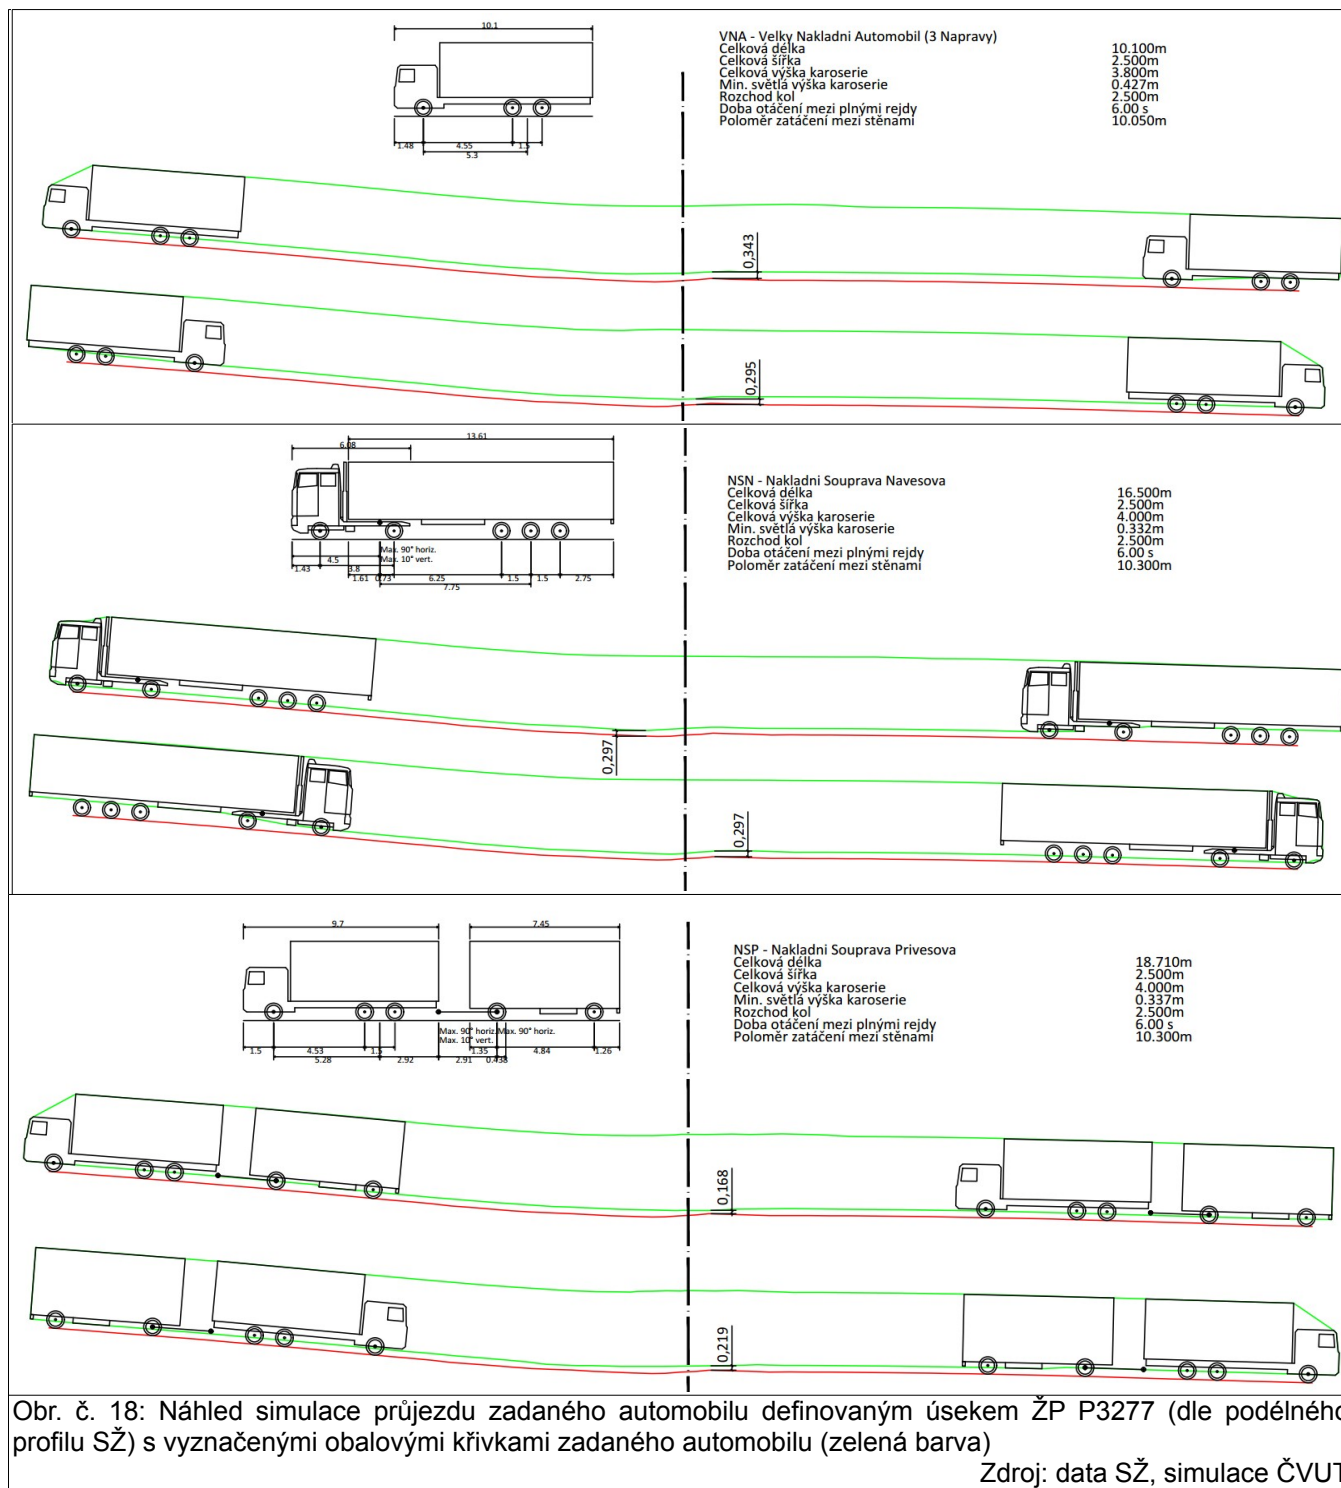 10.1
VNA - Velky Nakladni Automobil (3 Napravy)
Celková délka 10.100m
Celková šířka 2.500m
Celková výška karoserie 3.800m
Min. světlá výška karoserie 0.427m
Rozchod kol 2.500m
Doba otáčení mezi plnými rejdy 6.00 s
Poloměr zatáčení mezi stěnami 10.050m
1.48 4.55 1.5
5.3
0,343
0,295
13.61
6.08
NSN - Nakladni Souprava Navesova
Celková délka 16.500m
Celková šířka 2.500m
Celková výška karoserie 4.000m
Min. světlá výška karoserie 0.332m
Rozchod kol 2.500m
Doba otáčení mezi plnými rejdy 6.00 s
Poloměr zatáčení mezi stěnami 10.300m
Max. 90° horiz.
Max. 10° vert.
4.5
1.43 3.8
1.61 0.73 6.25 1.5 1.5 2.75
7.75
0,297
0,297
9.7 7.45
NSP - Nakladni Souprava Privesova
Celková délka 18.710m
Celková šířka 2.500m
Celková výška karoserie 4.000m
Min. světlá výška karoserie 0.337m
Rozchod kol 2.500m
Doba otáčení mezi plnými rejdy 6.00 s
Poloměr zatáčení mezi stěnami 10.300m
Max. 90° horiz. Max. 90° horiz.
Max. 10° vert.
1.5 4.53 1.5 1.35 4.84 1.26
5.28 2.92 2.91 0.438
0,168
0,219
Obr. č. 18: Náhled simulace průjezdu zadaného automobilu definovaným úsekem ŽP P3277 (dle podélného
profilu SŽ) s vyznačenými obalovými křivkami zadaného automobilu (zelená barva)
Zdroj: data SŽ, simulace ČVUT